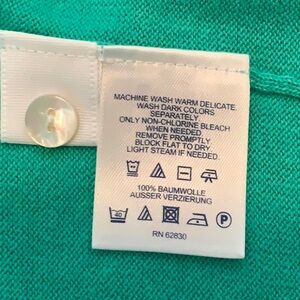 MACHINE WASH WARM DELICATE.
WASH DARK COLORS
SEPARATELY
ONLY NON-CHLORINE BLEACH
WHEN NEEDED.
REMOVE PROMPTLY
BLOCK FLAT TO DRY
LIGHT STEAM IF NEEDED.
100% BAUMWOLLE
AUSSER VERZIERUNG
40 P
RN 62830